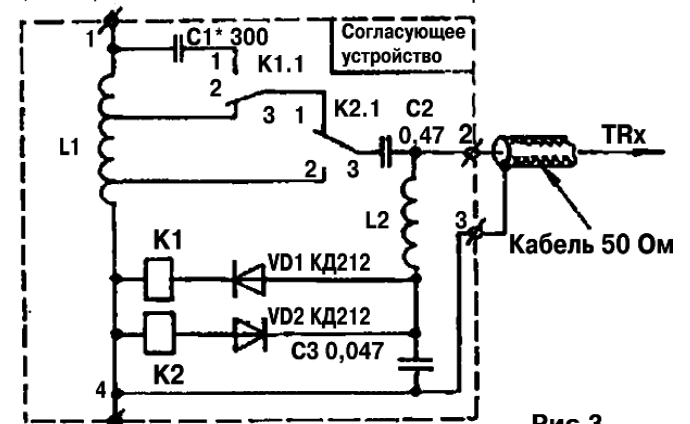 1
C1* 300
Согласующее
устройство
1
K1.1
2
3
1
K2.1
C2
0,47
2
TRx
L1
2
3
L2
3
Кабель 50 Ом
K1
VD1 КД212
VD2 КД212
C3 0,047
K2
4
Рис 3